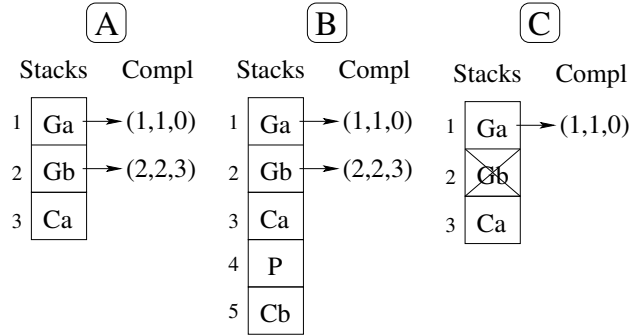 A B C
Stacks Compl Stacks Compl Stacks Compl
1 Ga (1,1,0) 1 Ga (1,1,0) 1 Ga (1,1,0)
2 Gb (2,2,3) 2 Gb (2,2,3) 2 Gb
3 Ca 3 Ca 3 Ca
4 P
5 Cb